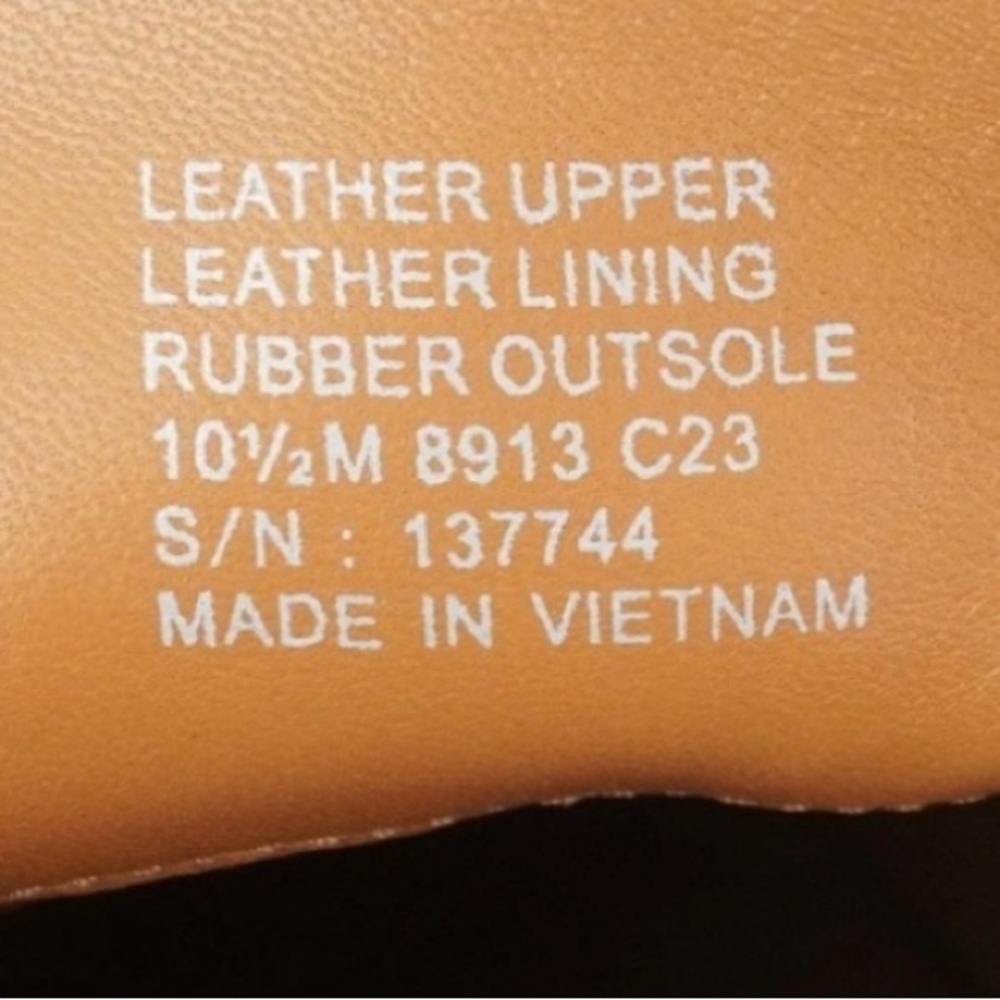 LEATHER UPPER
LEATHER LINING
RUBBER OUTSOLE
10½M 8913 C23
S/N : 137744
MADE IN VIETNAM